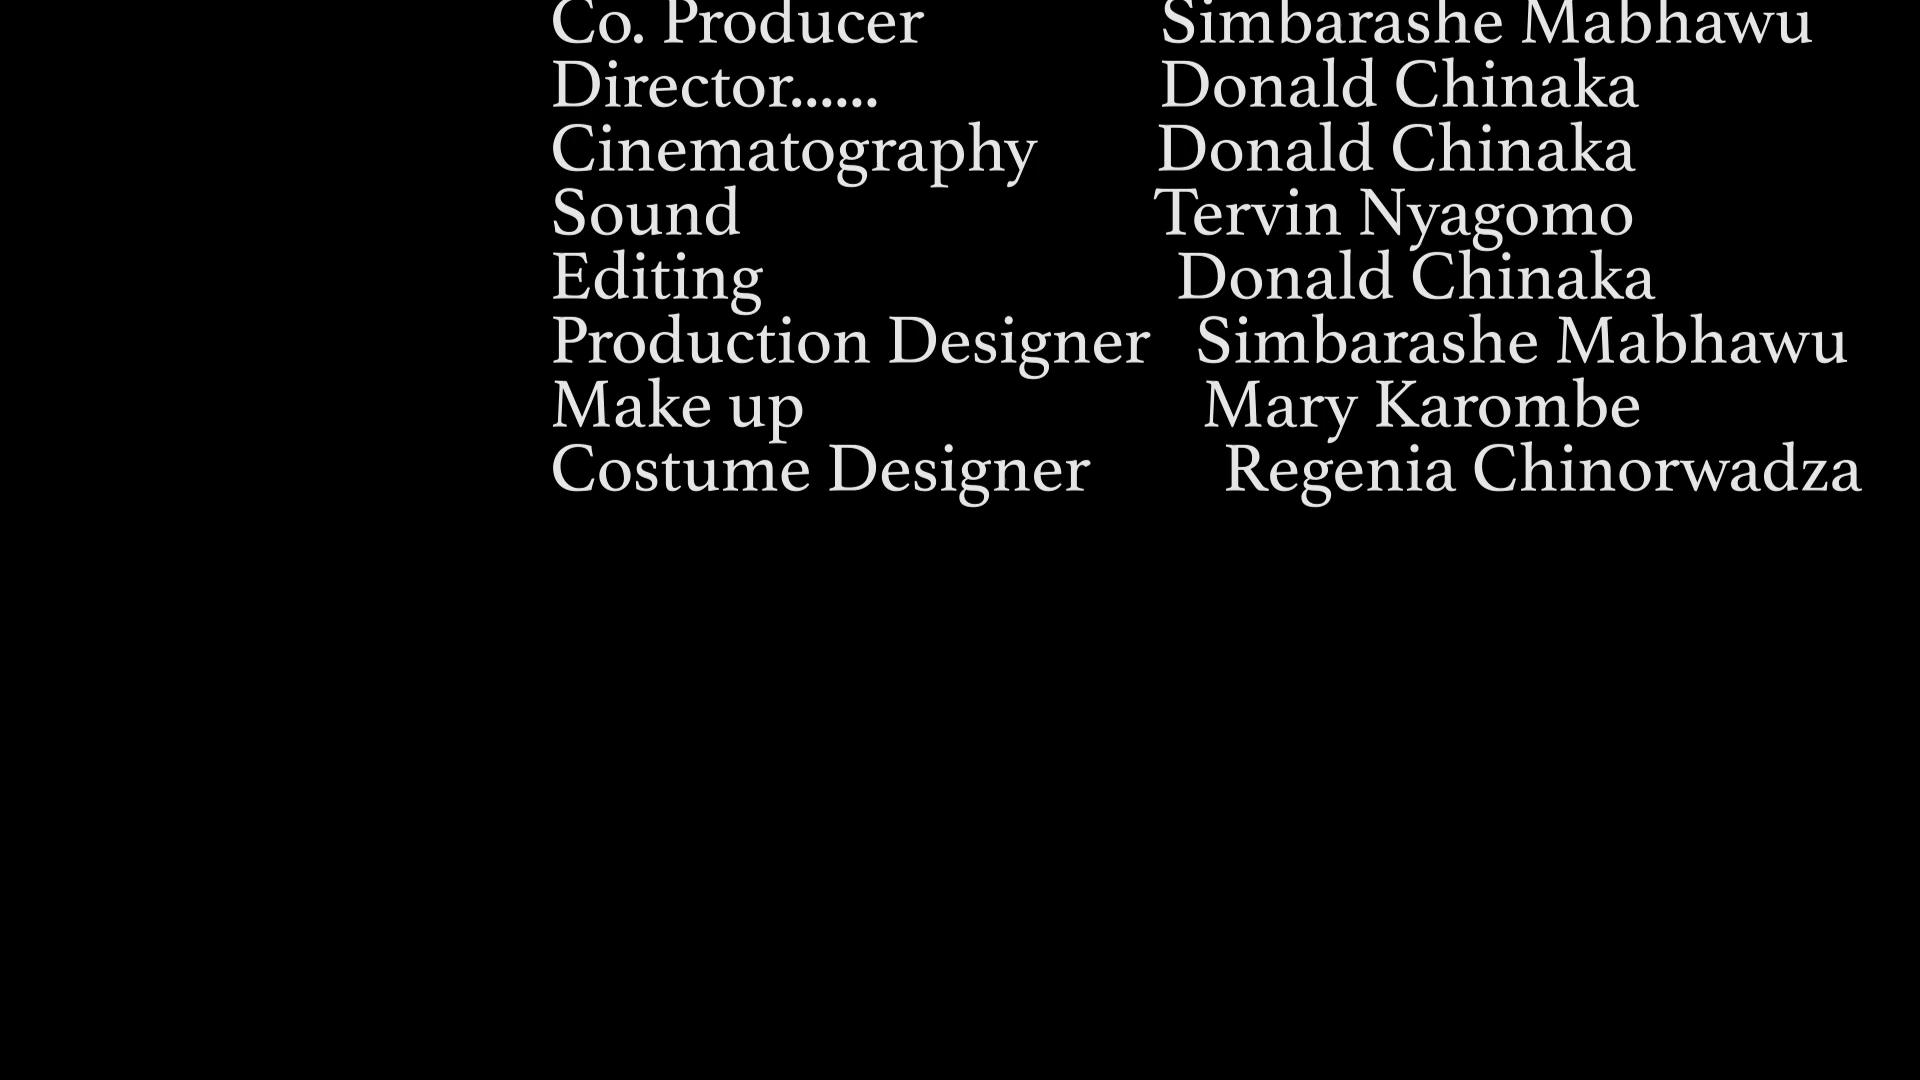 Co. Producer Simbarashe Mabhawu
Director...... Donald Chinaka
Cinematography Donald Chinaka
Sound Tervin Nyagomo
Editing Donald Chinaka
Production Designer Simbarashe Mabhawu
Make up Mary Karombe
Costume Designer Regenia Chinorwadza